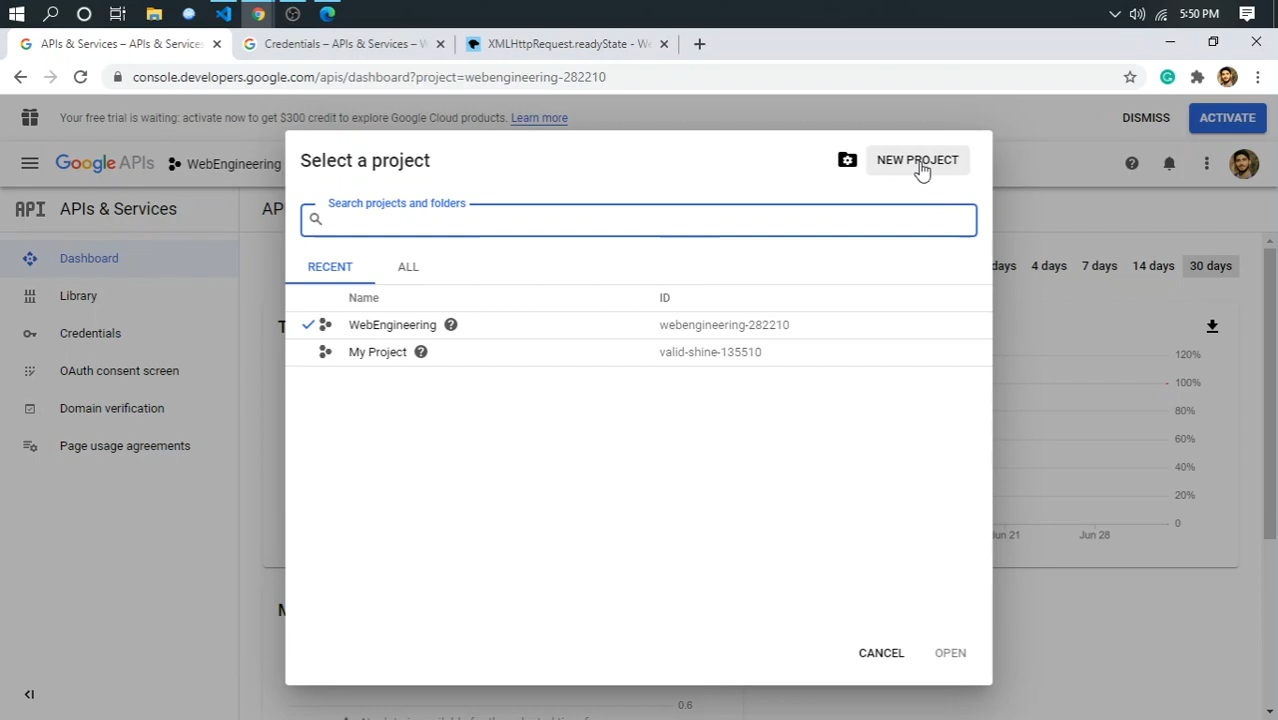 5:50 PM
APIs & Services – APIs & Services
Credentials – APIs & Services – W
XMLHttpRequest.readyState - We
console.developers.google.com/apis/dashboard?project=webengineering-282210
Your free trial is waiting: activate now to get $300 credit to explore Google Cloud products. Learn more
DISMISS
ACTIVATE
Google APIs
WebEngineering
API APIs & Services
Dashboard
Library
Credentials
OAuth consent screen
Domain verification
Page usage agreements
AP
days
4 days
7 days
14 days
30 days
Select a project
NEW PROJECT
Search projects and folders
RECENT
ALL
Name
ID
WebEngineering
webengineering-282210
My Project
valid-shine-135510
CANCEL
OPEN
T
120%
100%
80%
60%
40%
20%
0
Jun 21
Jun 28
0.6